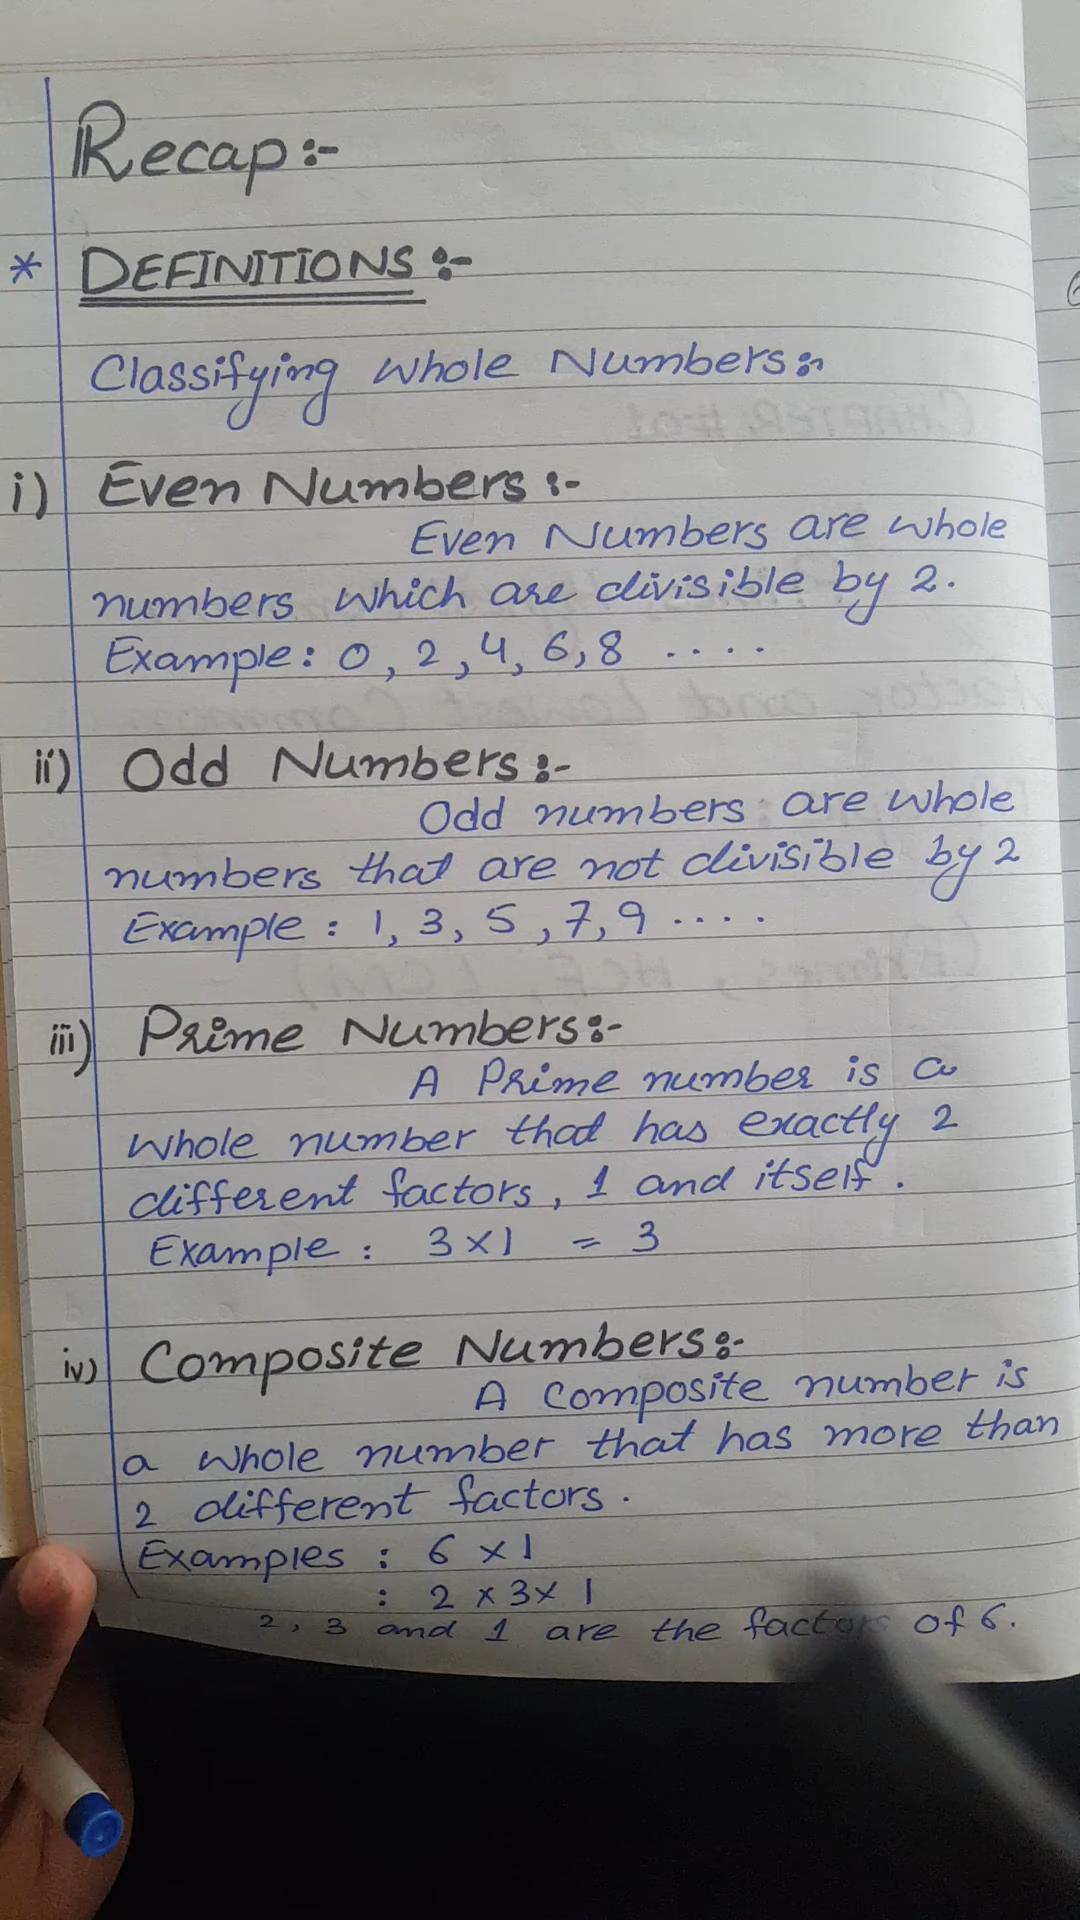 Recap:-
* DEFINITIONS :-
Classifying Whole Numbers:-
i) Even Numbers :-
Even Numbers are whole
numbers which are divisible by 2.
Example: 0, 2, 4, 6, 8 ....
ii) Odd Numbers:-
Odd numbers are whole
numbers that are not divisible by 2
Example : 1, 3, 5, 7, 9 ....
iii) Prime Numbers:-
A Prime number is a
whole number that has exactly 2
different factors, 1 and itself.
Example : 3 x 1 = 3
iv) Composite Numbers:-
A composite number is
a whole number that has more than
2 different factors.
Examples : 6 x 1
: 2 x 3 x 1
2, 3 and 1 are the factors of 6.